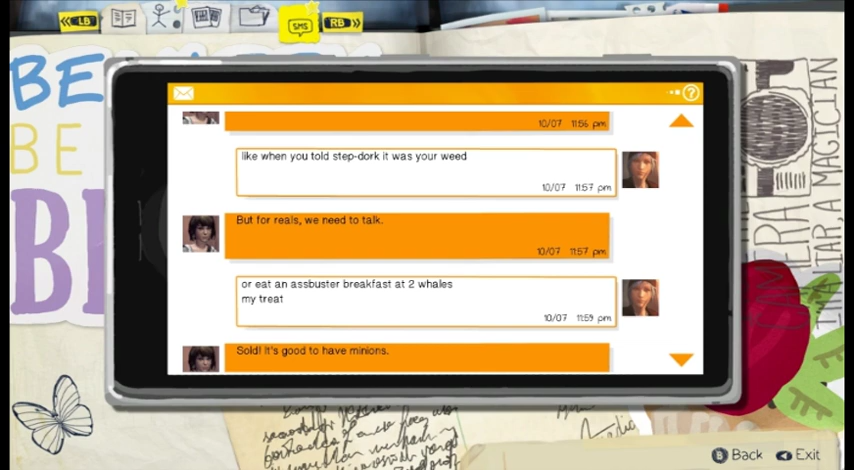 LB
SMS
RB
BE
10/07 11:56 pm
like when you told step-dork it was your weed
10/07 11:57 pm
But for reals, we need to talk.
10/07 11:57 pm
or eat an assbuster breakfast at 2 whales
my treat
10/07 11:59 pm
Sold! It's good to have minions.
BE
LIAR, A MAGICIAN
B Back
Exit